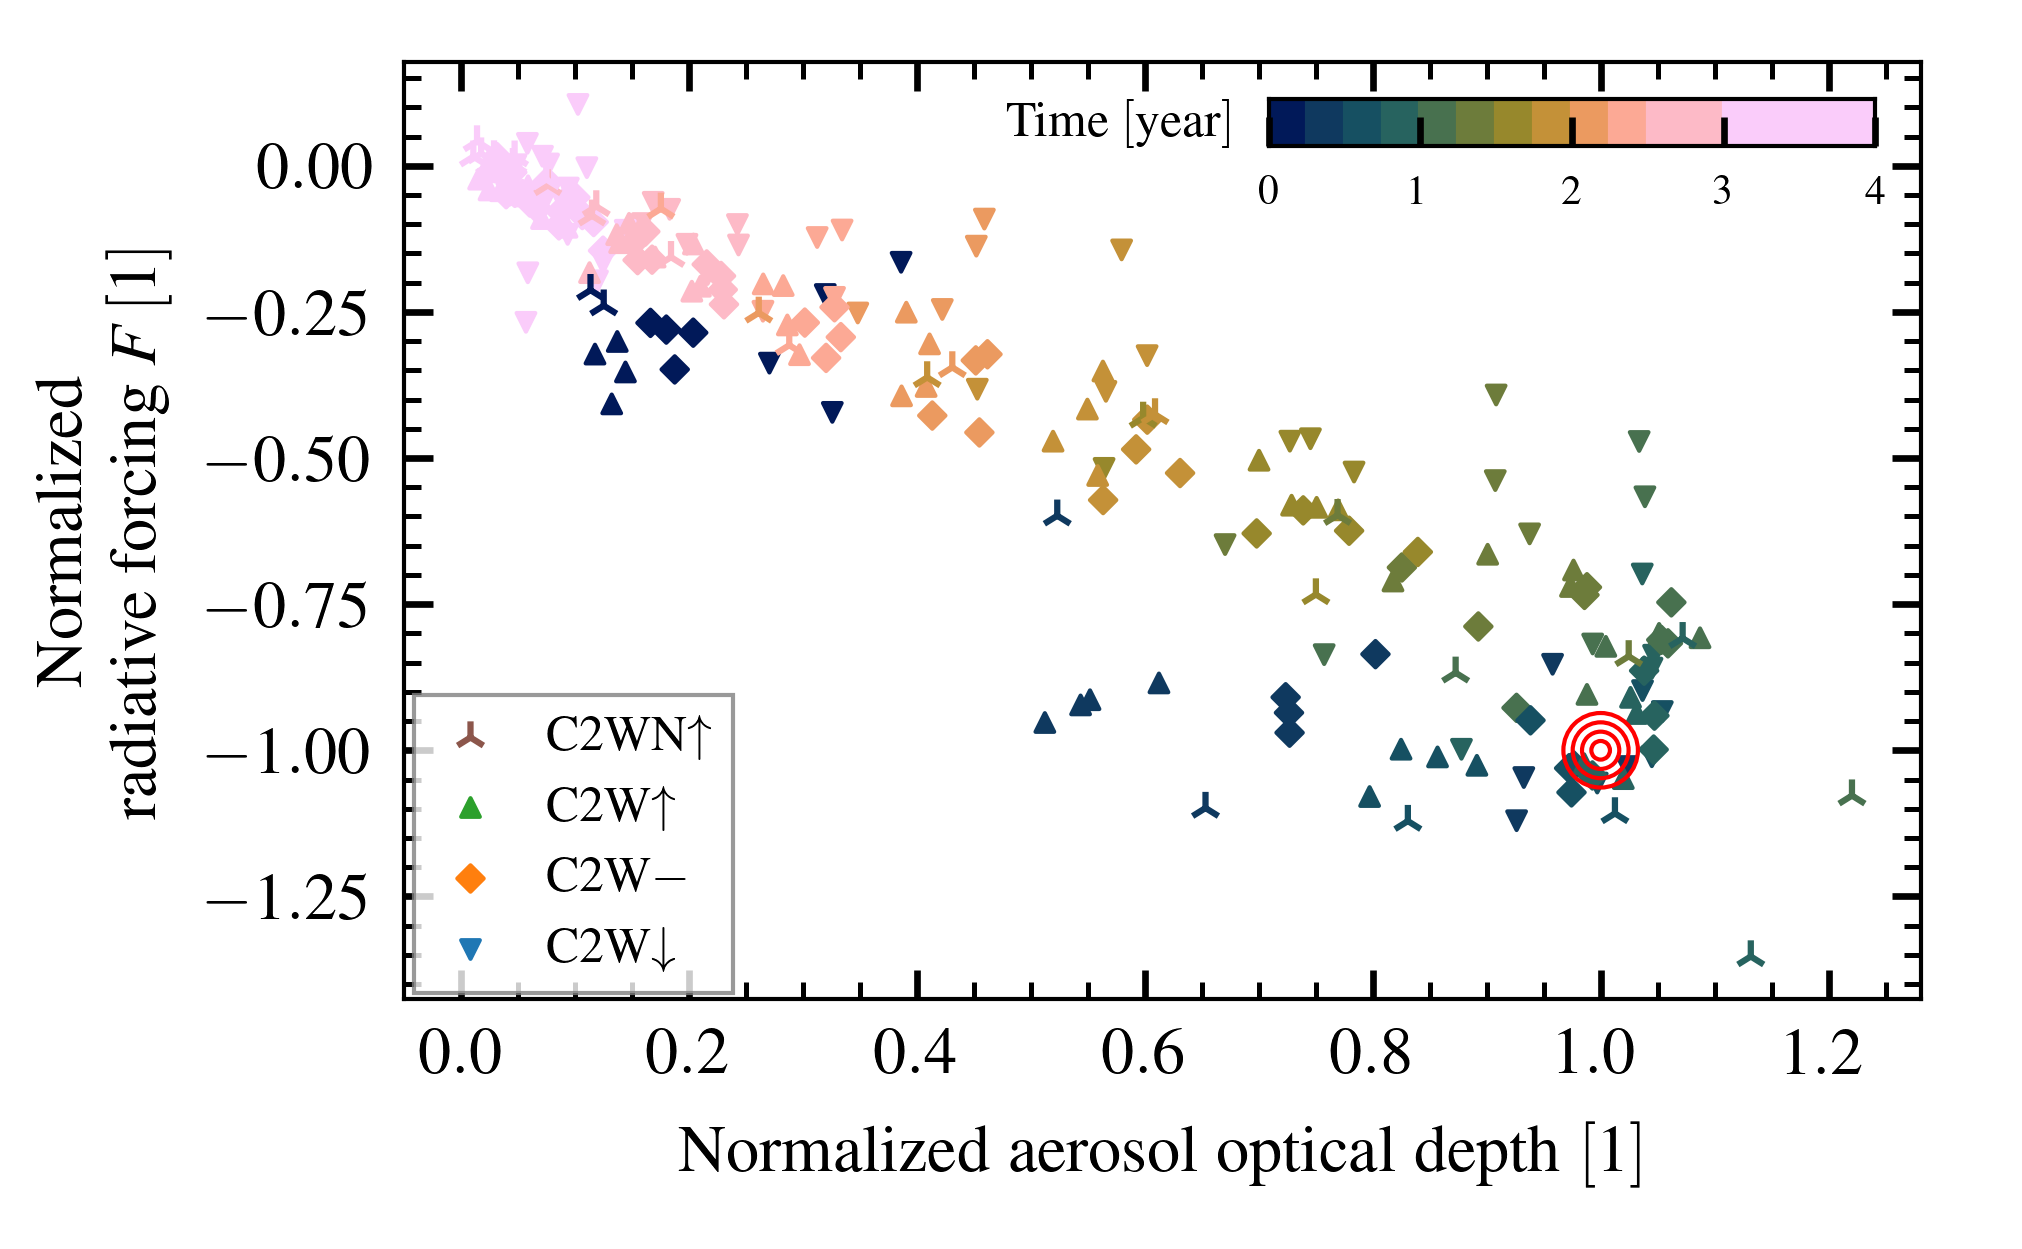 Time [year]
0 1 2 3 4
Normalized
radiative forcing F [1]
0.00
−0.25
−0.50
−0.75
−1.00
−1.25
C2WN↑
C2W↑
C2W−
C2W↓
0.0 0.2 0.4 0.6 0.8 1.0 1.2
Normalized aerosol optical depth [1]